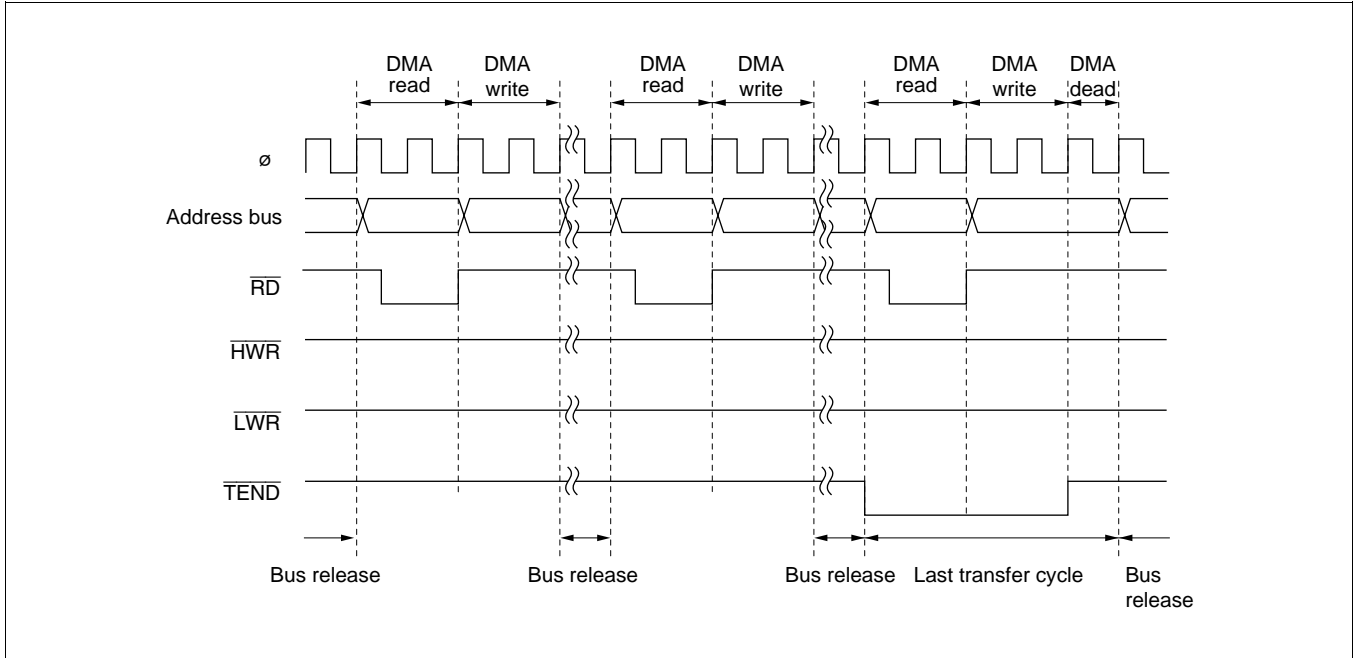 DMA DMA DMA DMA DMA DMA DMA
read write read write read write dead
ø
Address bus
RD
HWR
LWR
TEND
Bus release Bus release Bus release Last transfer cycle Bus
release